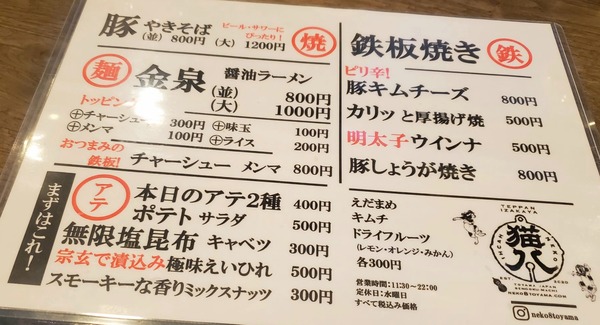 豚 やきそば
(並) 800円 (大) 1200円
ビール・サワーに
ぴったり!
焼
麺
金泉 醤油ラーメン
(並) 800円
(大) 1000円
トッピング
⊕チャーシュー 300円 ⊕味玉 100円
⊕メンマ 100円 ⊕ライス 200円
おつまみの
鉄板! チャーシュー メンマ 800円
まずはこれ!
アテ
本日のアテ2種 400円
ポテト サラダ 500円
無限塩昆布 キャベツ 300円
宗玄で漬込み極味えいひれ 500円
スモーキーな香りミックスナッツ 300円
鉄板焼き 鉄
ピリ辛!
豚キムチーズ 800円
カリッと厚揚げ焼 500円
明太子ウインナ 500円
豚しょうが焼き 800円
えだまめ
キムチ
ドライフルーツ
(レモン・オレンジ・みかん)
各300円
営業時間:11:30~22:00
定休日:水曜日
すべて税込み価格
TEPPAN
IZAKAYA
猫八
TOYAMA JAPAN
NEKO8TOYAMA.COM
neko8toyama